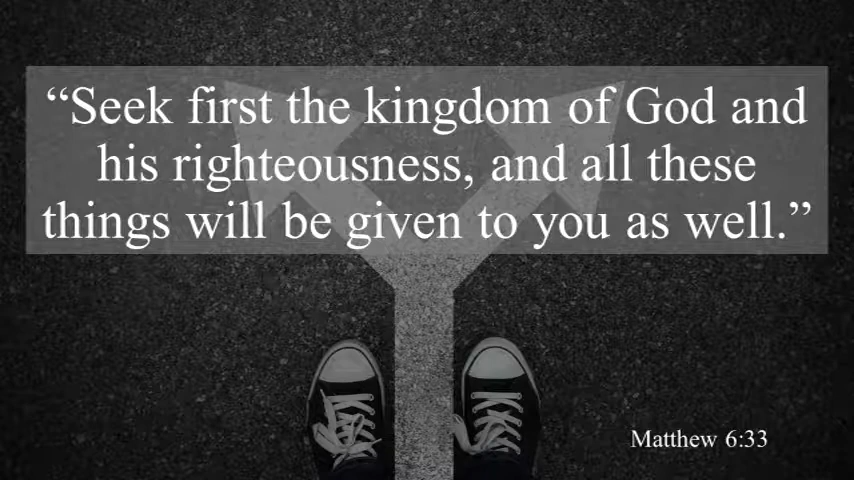 “Seek first the kingdom of God and
his righteousness, and all these
things will be given to you as well.”
Matthew 6:33